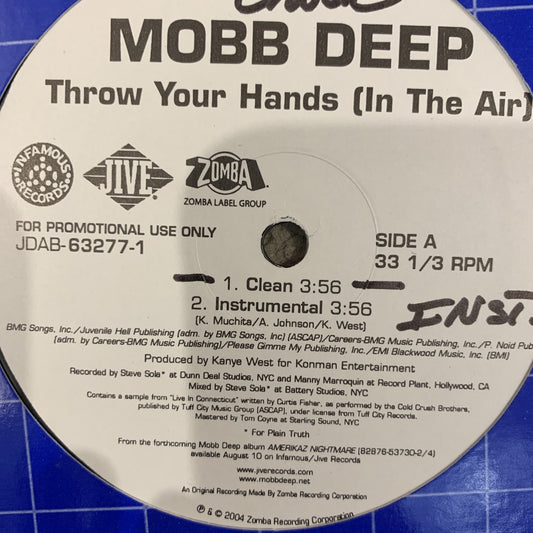 MOBB DEEP
Throw Your Hands (In The Air)
INFAMOUS RECORDS
JIVE
ZOMBA
ZOMBA LABEL GROUP
FOR PROMOTIONAL USE ONLY
JDAB-63277-1
SIDE A
33 1/3 RPM
1. Clean 3:56
2. Instrumental 3:56
(K. Muchita/A. Johnson/K. West)
INST.
BMG Songs, Inc./Juvenile Hell Publishing (adm. by BMG Songs, Inc) (ASCAP)/Careers-BMG Music Publishing, Inc./P. Noid Pub
(adm. by Careers-BMG Music Publishing)/Please Gimme My Publishing, Inc./EMI Blackwood Music, Inc. (BMI)
Produced by Kanye West for Konman Entertainment
Recorded by Steve Sola* at Dunn Deal Studios, NYC and Manny Marroquin at Record Plant, Hollywood, CA
Mixed by Steve Sola* at Battery Studios, NYC
Contains a sample from "Live In Connecticut" written by Curtis Fisher, as performed by the Cold Crush Brothers,
published by Tuff City Music Group (ASCAP), under license from Tuff City Records.
Mastered by Tom Coyne at Sterling Sound, NYC
* For Plain Truth
From the forthcoming Mobb Deep album AMERIKAZ NIGHTMARE (82876-53730-2/4)
available August 10 on Infamous/Jive Records
www.jiverecords.com
www.mobbdeep.net
An Original Recording Made By Zomba Recording Corporation
℗ & © 2004 Zomba Recording Corporation